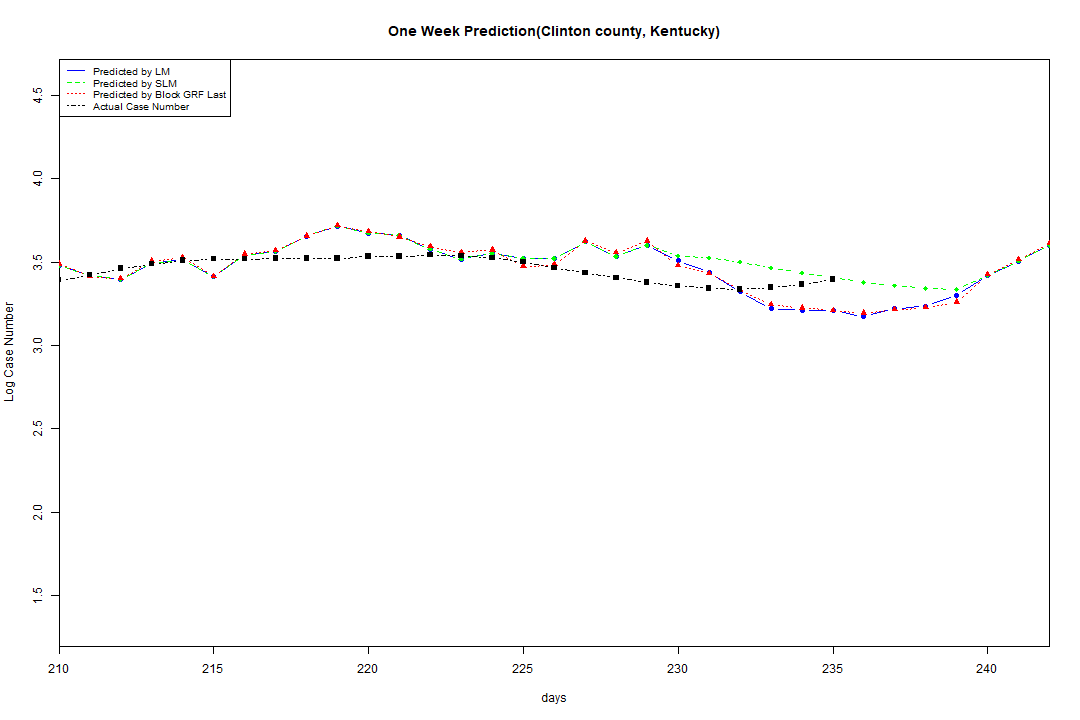 One Week Prediction(Clinton county, Kentucky)
Predicted by LM
Predicted by SLM
Predicted by Block GRF Last
Actual Case Number
4.5
4.0
3.5
3.0
2.5
2.0
1.5
Log Case Number
210 215 220 225 230 235 240
days